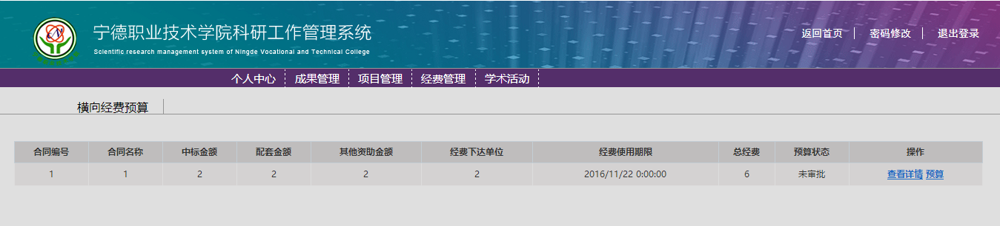 宁德职业技术学院科研工作管理系统
Scientific research management system of Ningde Vocational and Technical College
返回首页 密码修改 退出登录
个人中心 成果管理 项目管理 经费管理 学术活动
横向经费预算
合同编号 合同名称 中标金额 配套金额 其他资助金额 经费下达单位 经费使用期限 总经费 预算状态 操作
1 1 2 2 2 2 2016/11/22 0:00:00 6 未审批 查看详情 预算